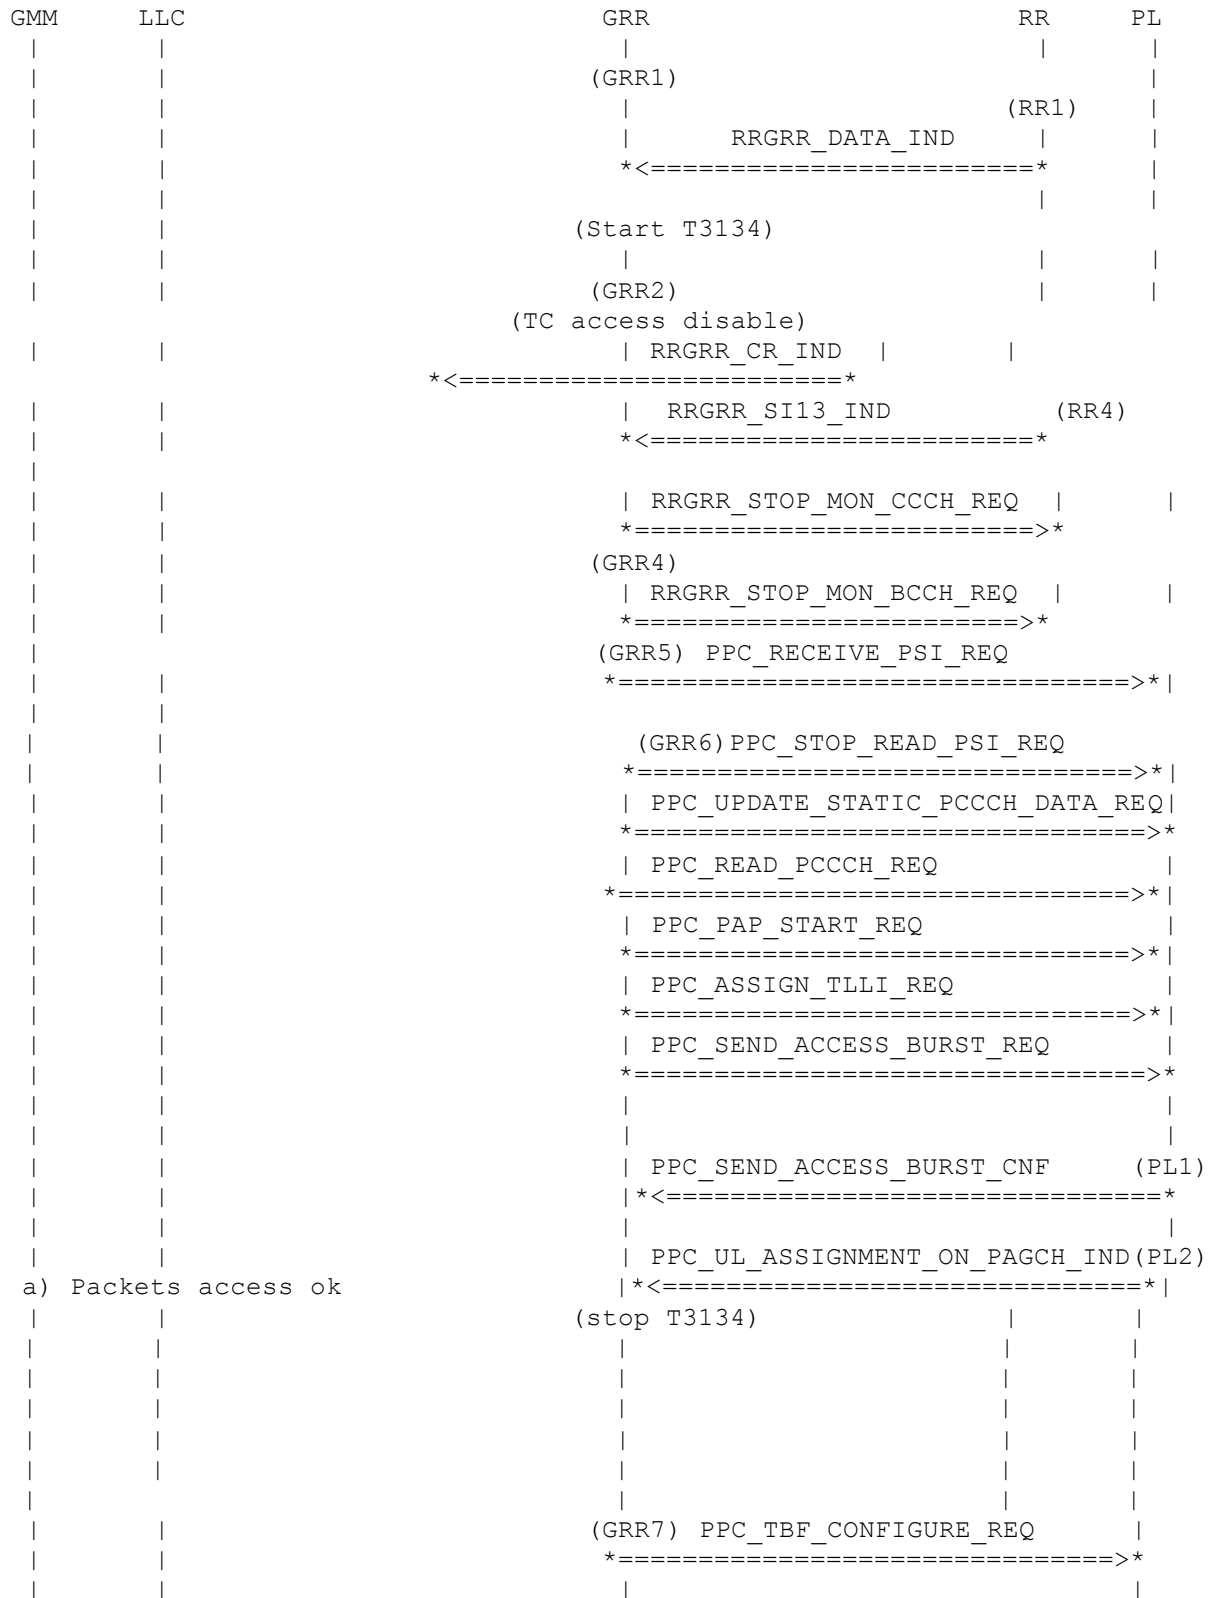 GMM LLC GRR RR PL
| | | | |
| | (GRR1) |
| | | (RR1) |
| | | RRGRR_DATA_IND | |
| | *<========================* |
| | | |
| | (Start T3134)
| | | | |
| | (GRR2) | |
(TC access disable)
| | | RRGRR_CR_IND | |
*<========================*
| | | RRGRR_SI13_IND (RR4)
| | *<========================*
|
| | | RRGRR_STOP_MON_CCCH_REQ | |
| | *=========================>*
| | (GRR4)
| | | RRGRR_STOP_MON_BCCH_REQ | |
| | *========================>*
| (GRR5) PPC_RECEIVE_PSI_REQ
| | *================================>*|
| |
| | (GRR6)PPC_STOP_READ_PSI_REQ
| | *===============================>*|
| | | PPC_UPDATE_STATIC_PCCCH_DATA_REQ|
| | *================================>*
| | | PPC_READ_PCCCH_REQ |
| | *================================>*|
| | | PPC_PAP_START_REQ |
| | *===============================>*|
| | | PPC_ASSIGN_TLLI_REQ |
| | *===============================>*|
| | | PPC_SEND_ACCESS_BURST_REQ |
| | *================================>*
| | | |
| | | |
| | | PPC_SEND_ACCESS_BURST_CNF (PL1)
| | |*<===============================*
| | | |
| | | PPC_UL_ASSIGNMENT_ON_PAGCH_IND(PL2)
a) Packets access ok |*<==============================*|
| | (stop T3134) | |
| | | | |
| | | | |
| | | | |
| | | | |
| | | | |
| | | |
| | (GRR7) PPC_TBF_CONFIGURE_REQ |
| | *===============================>*
| | | |